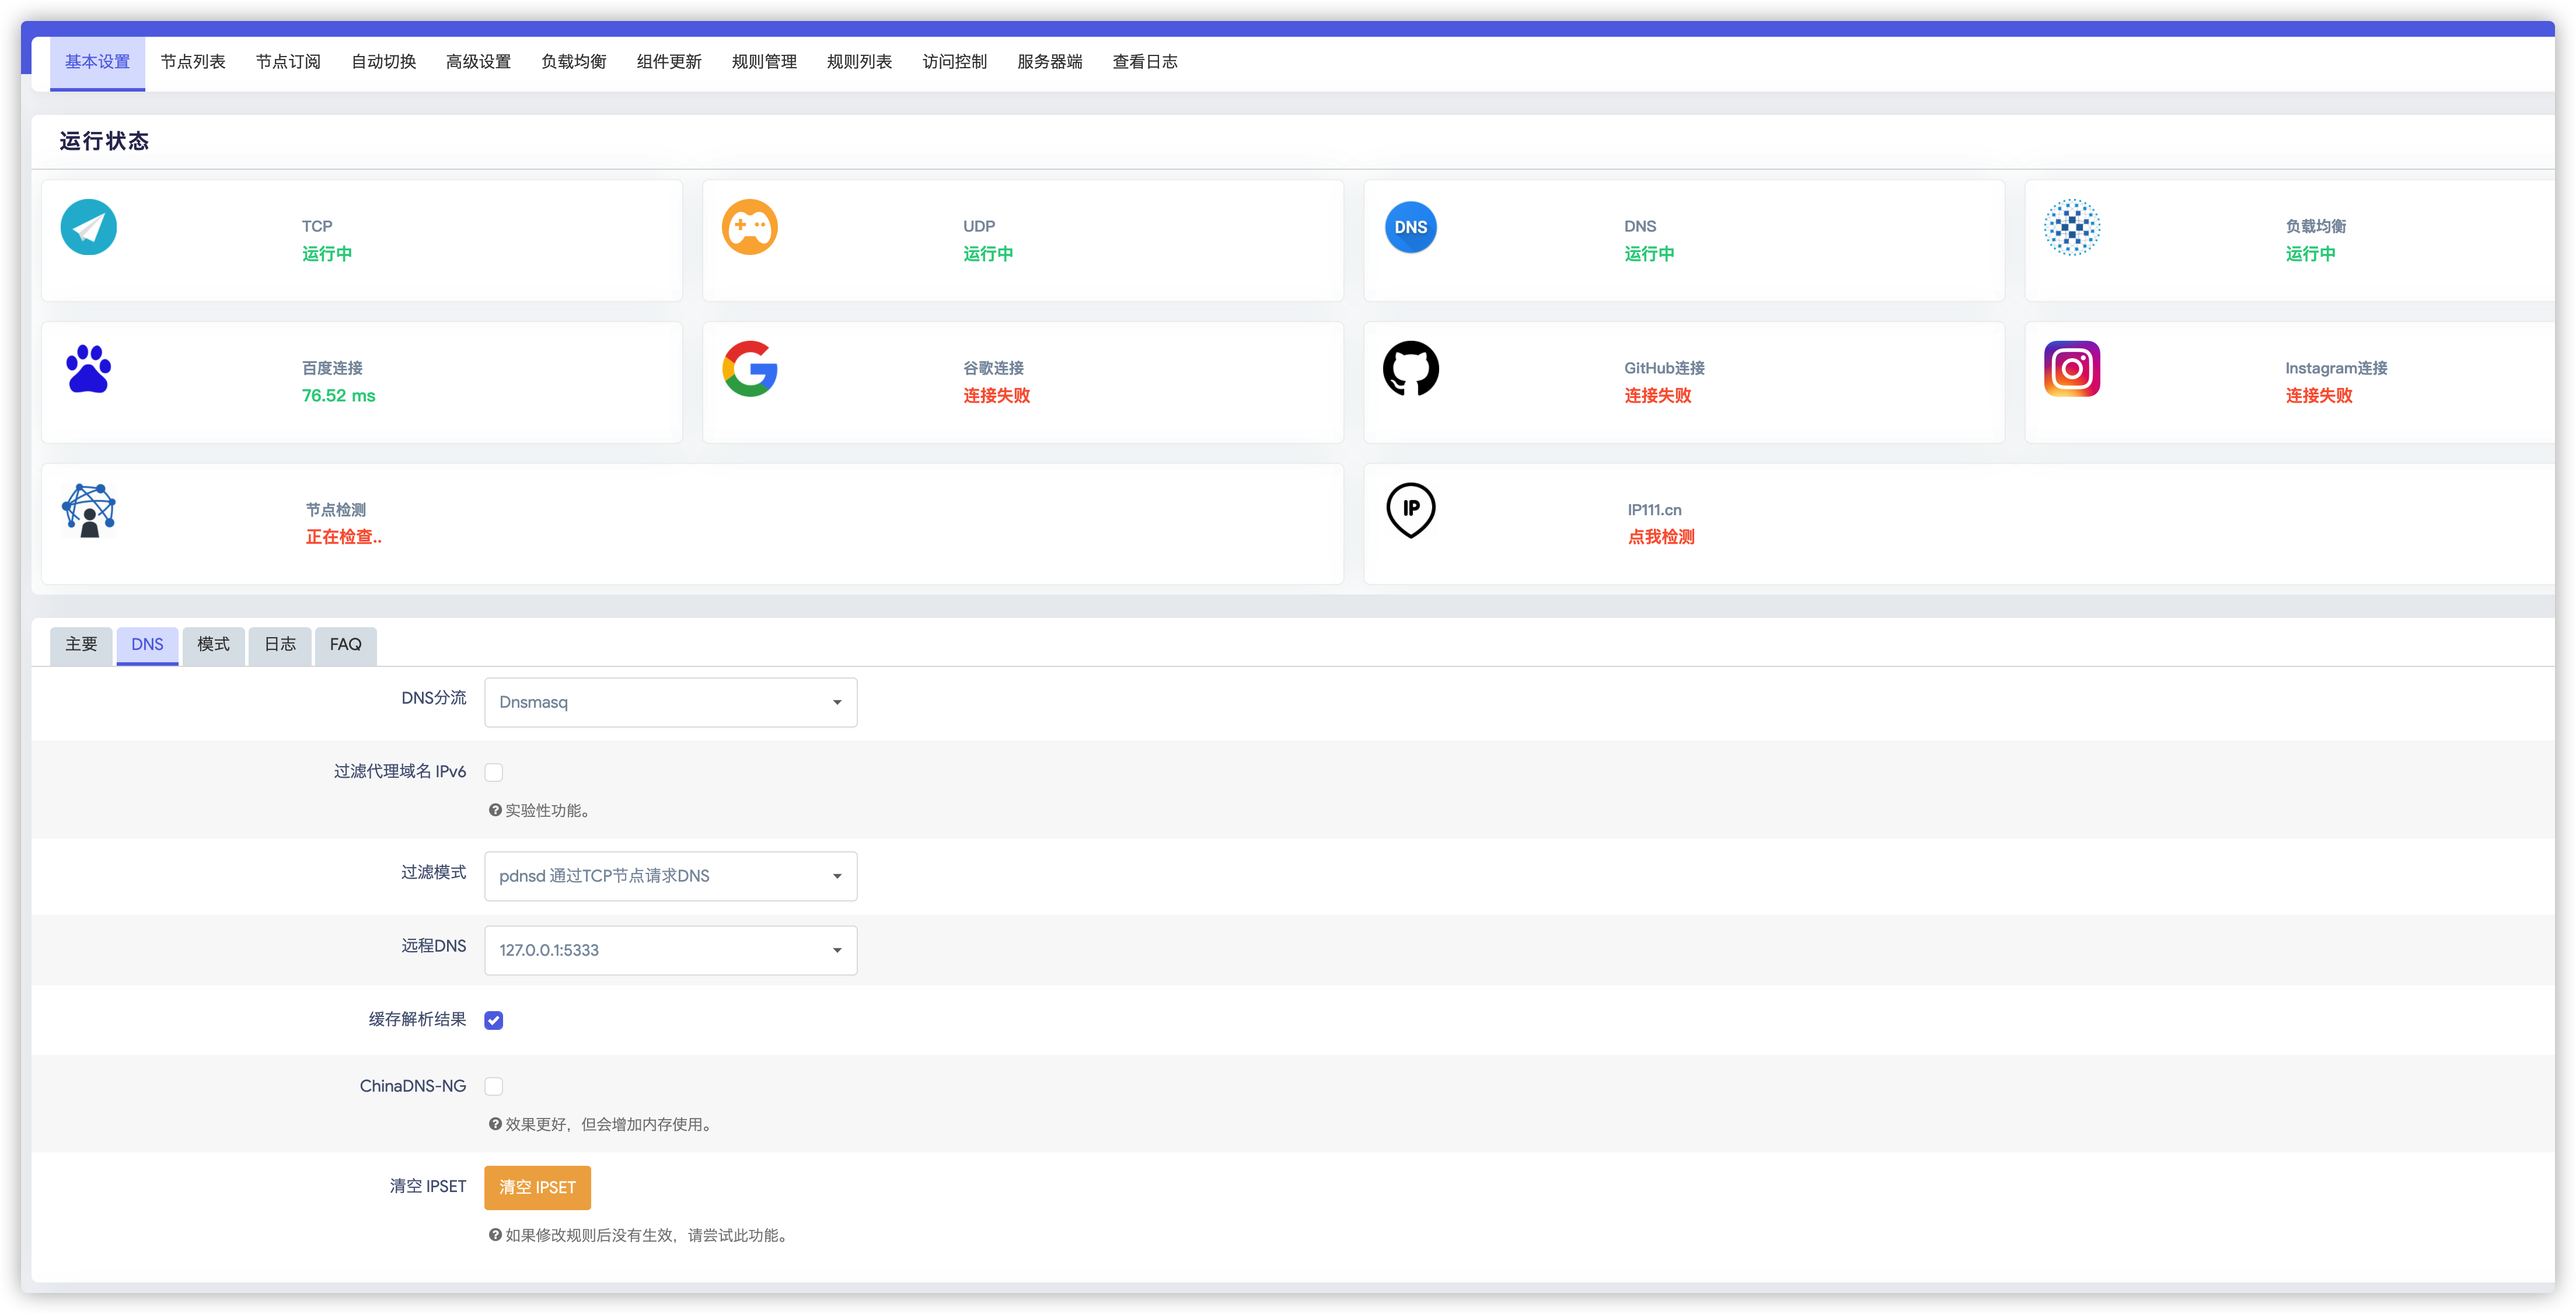 基本设置 节点列表 节点订阅 自动切换 高级设置 负载均衡 组件更新 规则管理 规则列表 访问控制 服务器端 查看日志
运行状态
TCP
运行中
UDP
运行中
DNS
DNS
运行中
负载均衡
运行中
百度连接
76.52 ms
谷歌连接
连接失败
GitHub连接
连接失败
Instagram连接
连接失败
节点检测
正在检查..
IP
IP111.cn
点我检测
主要 DNS 模式 日志 FAQ
DNS分流 Dnsmasq
过滤代理域名 IPv6
实验性功能。
过滤模式 pdnsd 通过TCP节点请求DNS
远程DNS 127.0.0.1:5333
缓存解析结果
ChinaDNS-NG
效果更好，但会增加内存使用。
清空 IPSET 清空 IPSET
如果修改规则后没有生效，请尝试此功能。